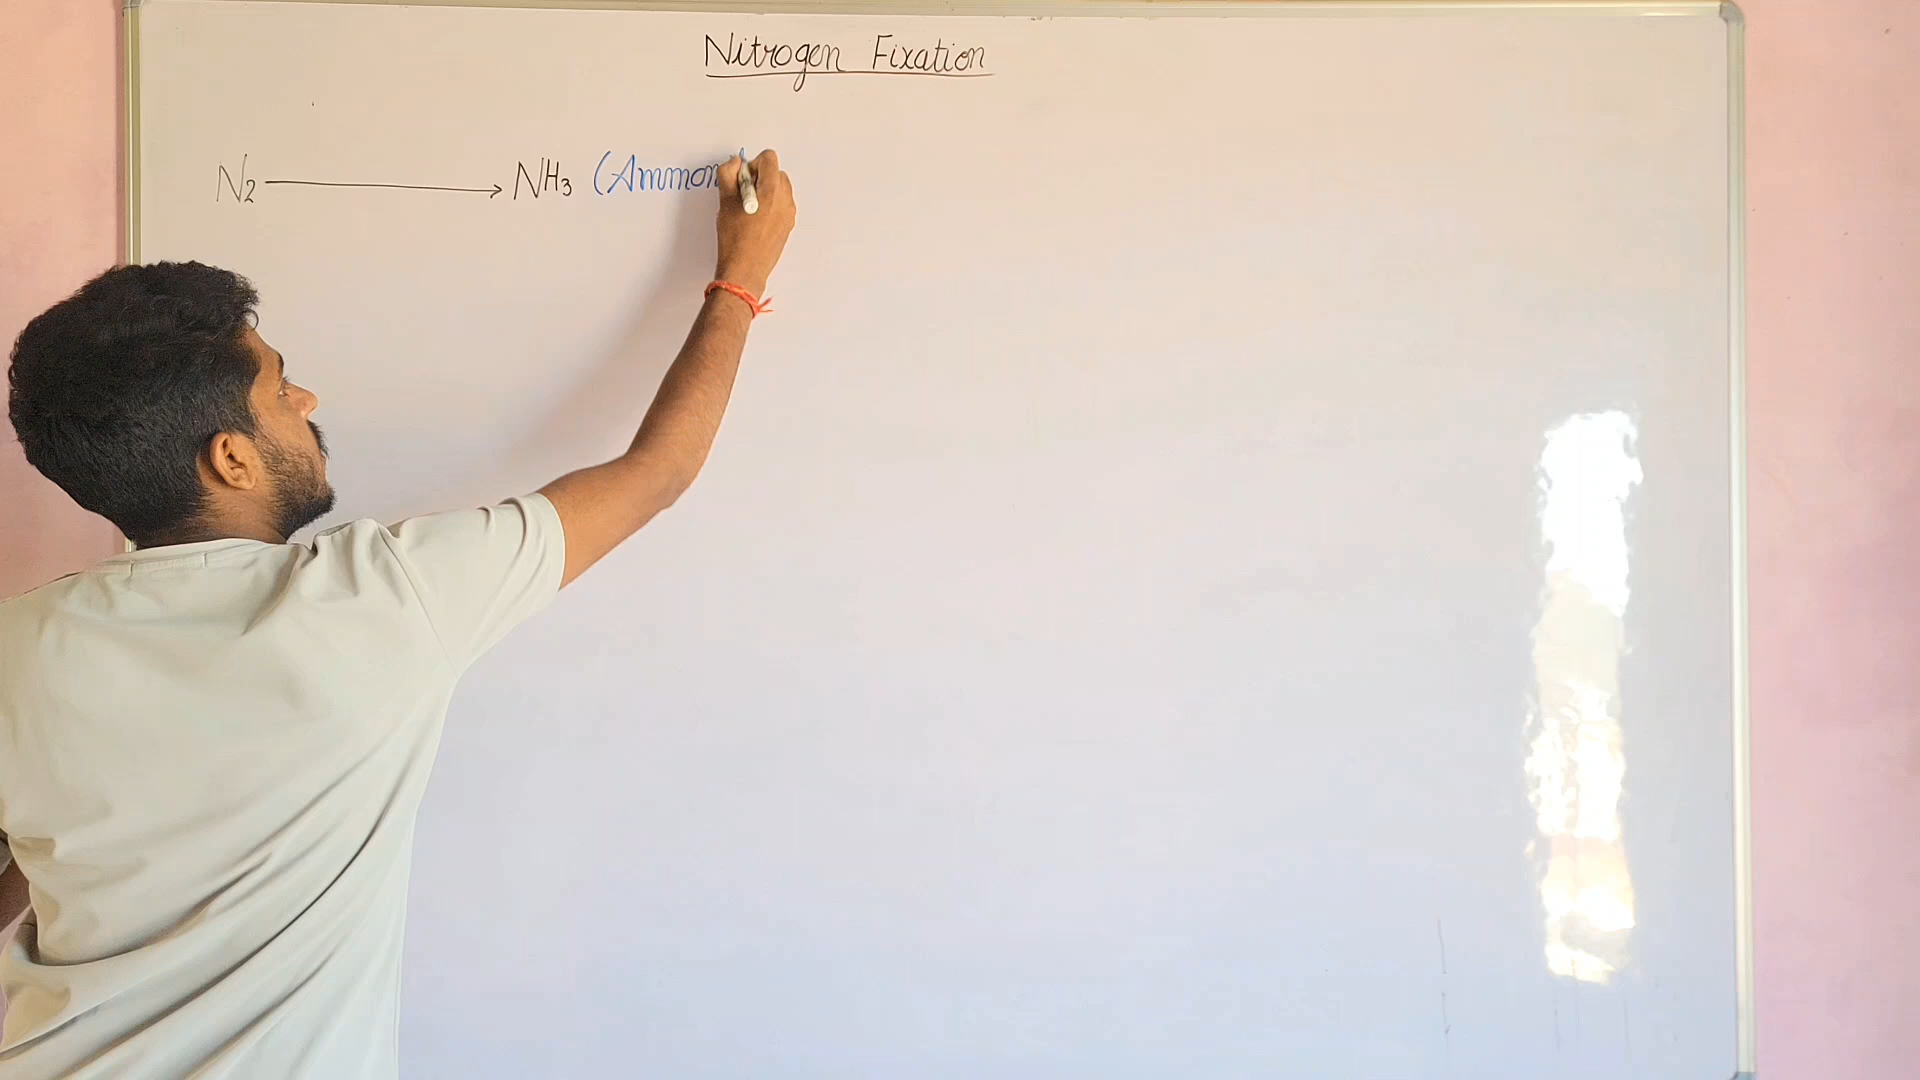 Nitrogen Fixation
N₂ ⟶ NH₃ (Ammon